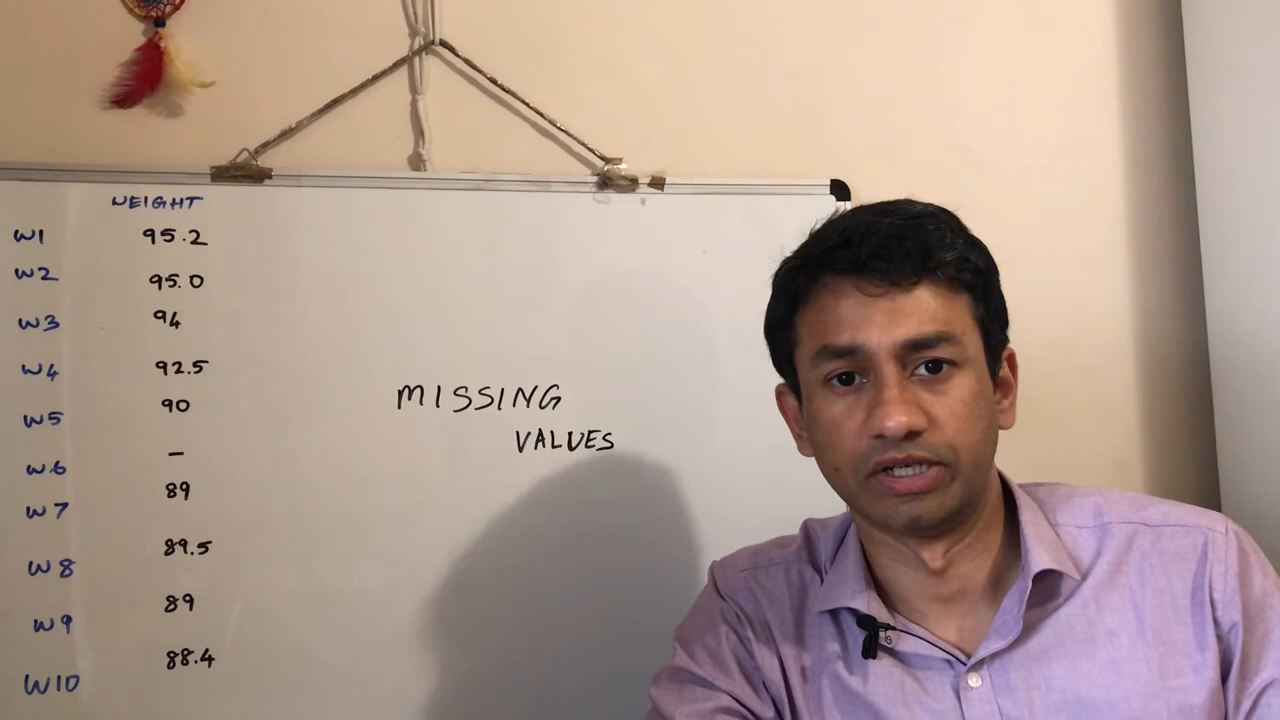 WEIGHT
W1 95.2
W2 95.0
W3 94
W4 92.5
W5 90
W6 –
W7 89
W8 89.5
W9 89
W10 88.4
MISSING
VALUES